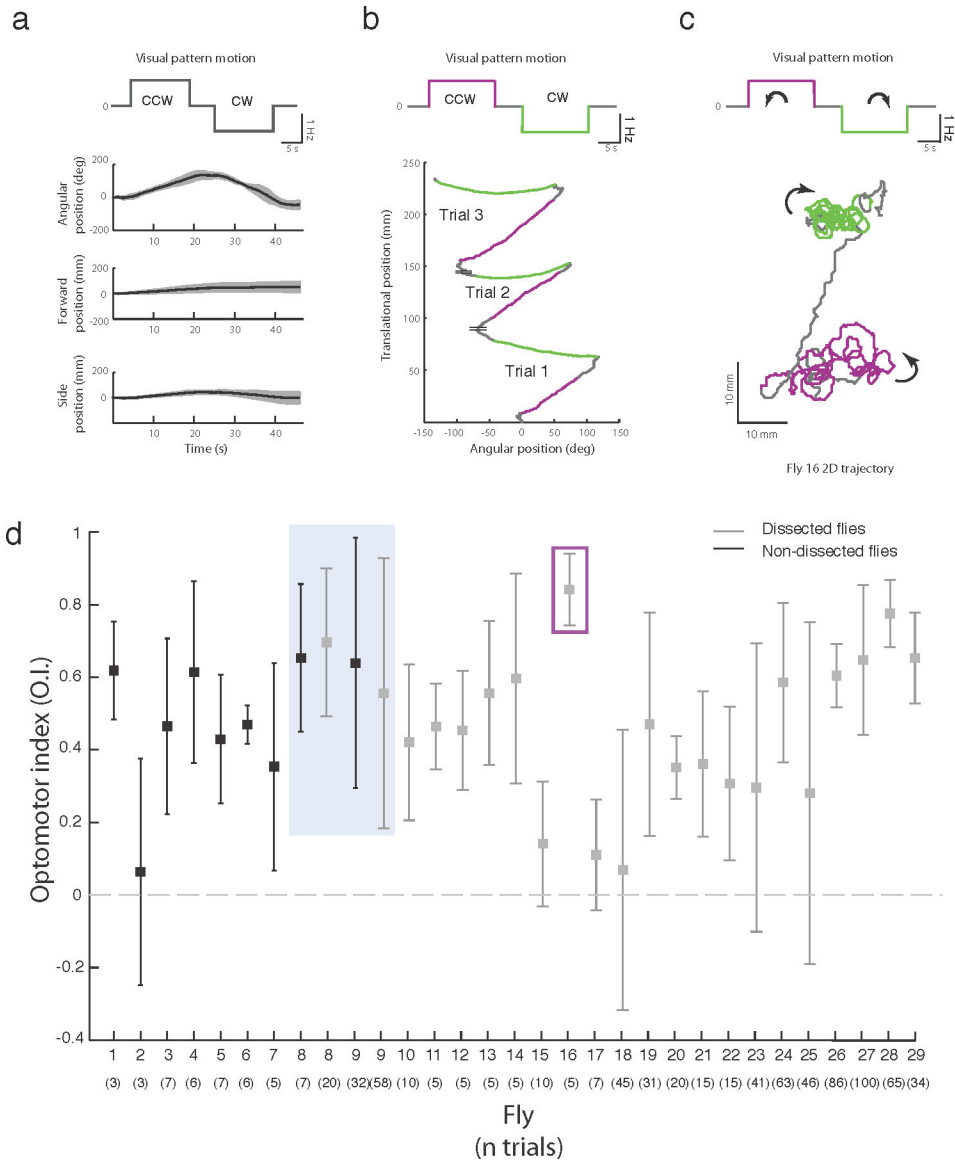 a
Visual pattern motion
0
CCW
CW
1 Hz
5 s
Angular
position (deg)
200
0
-200
10 20 30 40
Forward
position (mm)
200
0
-200
10 20 30 40
Side
position (mm)
200
0
-200
10 20 30 40
Time (s)
b
Visual pattern motion
0
CCW
CW
1 Hz
5 s
Translational position (mm)
250
200
150
100
50
Trial 3
Trial 2
Trial 1
-150 -100 -50 0 50 100 150
Angular position (deg)
c
Visual pattern motion
0
1 Hz
5 s
10 mm
10 mm
Fly 16 2D trajectory
d
Dissected flies
Non-dissected flies
Optomotor index (O.I.)
1
0.8
0.6
0.4
0.2
0
-0.2
-0.4
1 2 3 4 5 6 7 8 8 9 9 10 11 12 13 14 15 16 17 18 19 20 21 22 23 24 25 26 27 28 29
(3) (3) (7) (6) (7) (6) (5) (7) (20) (32) (58) (10) (5) (5) (5) (5) (10) (5) (7) (45) (31) (20) (15) (15) (41) (63) (46) (86) (100) (65) (34)
Fly
(n trials)